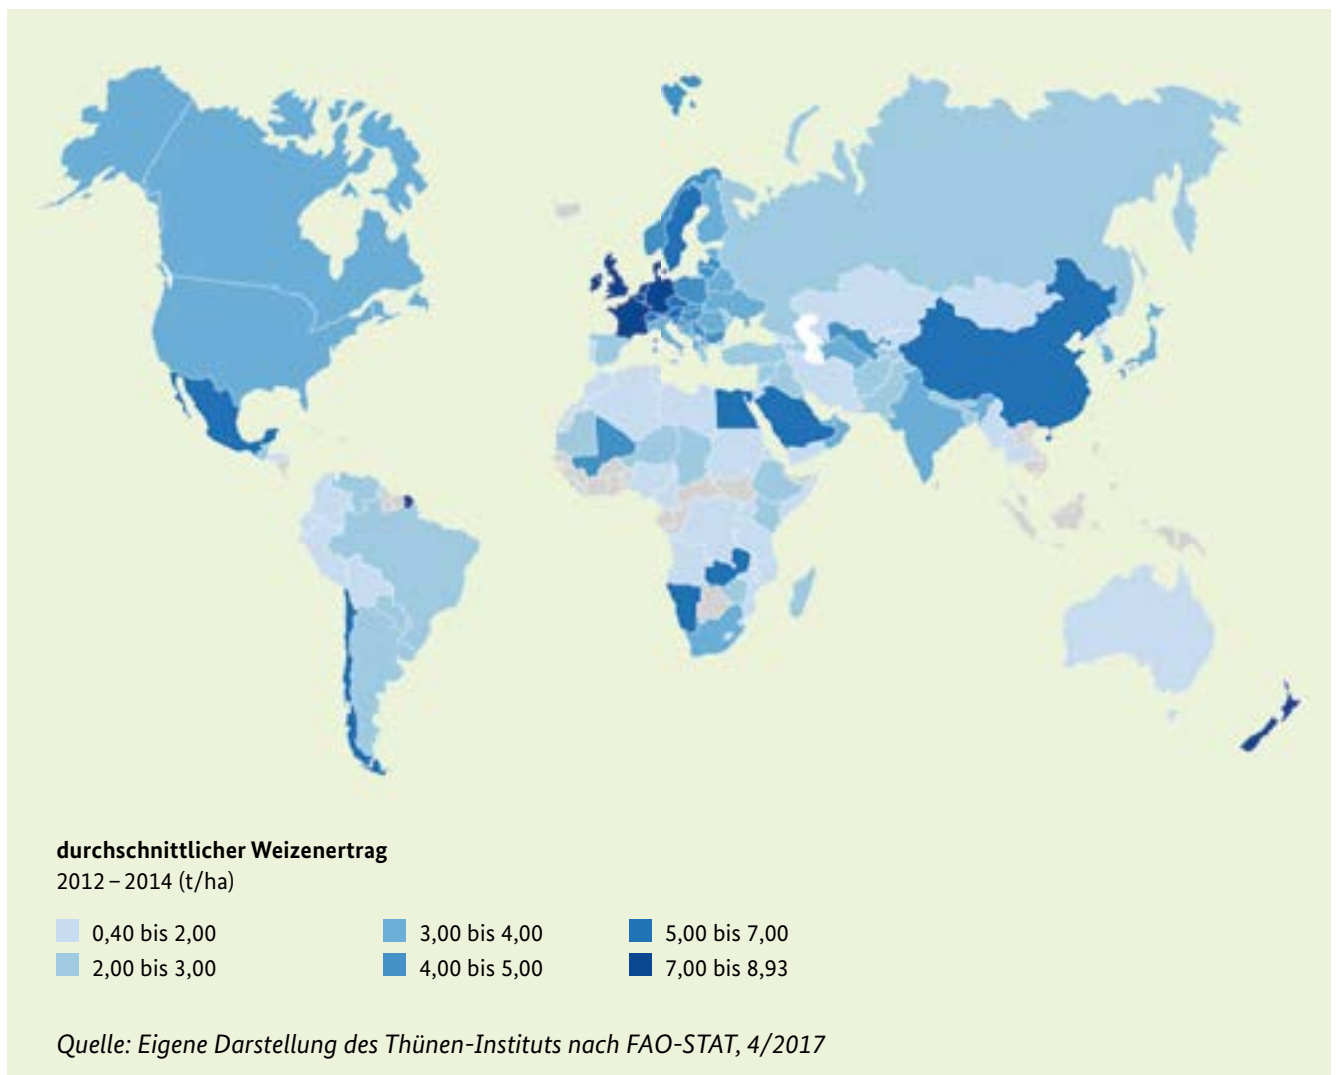 durchschnittlicher Weizenertrag
2012 – 2014 (t/ha)
0,40 bis 2,00
2,00 bis 3,00
3,00 bis 4,00
4,00 bis 5,00
5,00 bis 7,00
7,00 bis 8,93
Quelle: Eigene Darstellung des Thünen-Instituts nach FAO-STAT, 4/2017